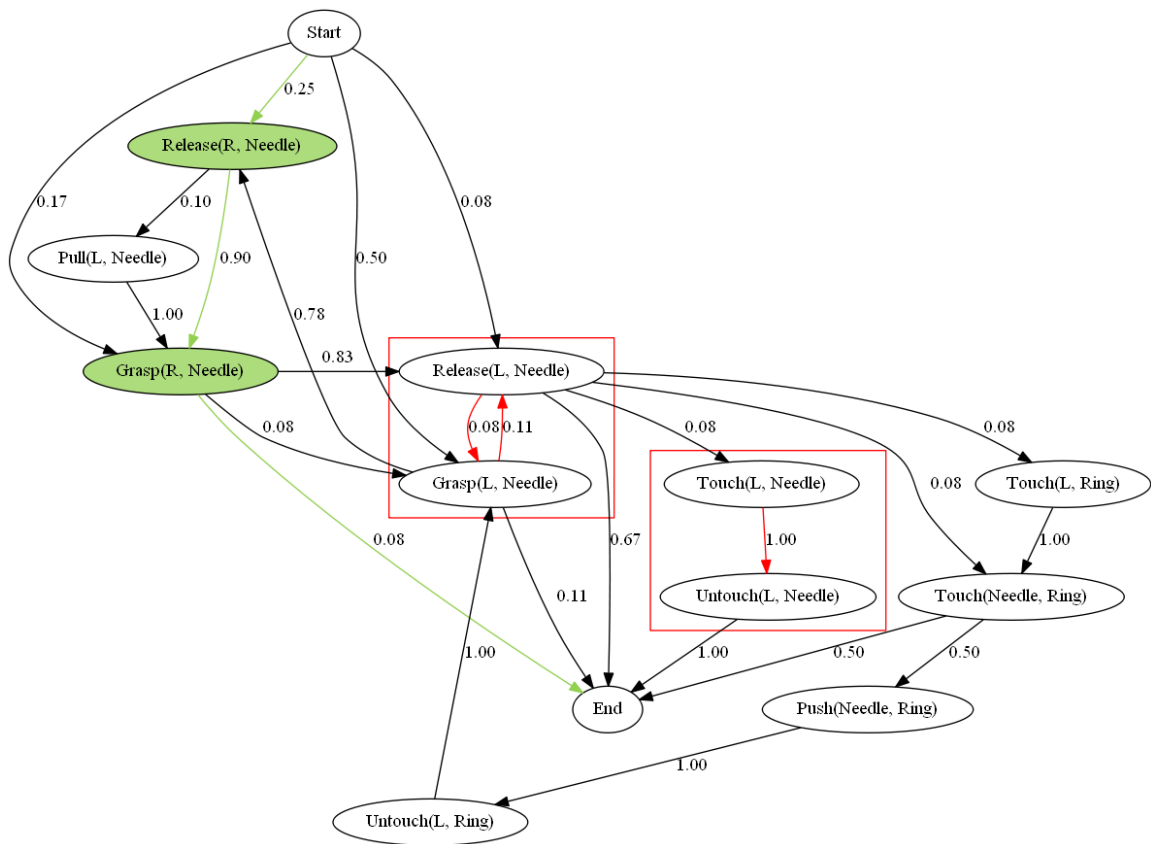 Start
0.25
Release(R, Needle)
0.17
0.10
0.08
Pull(L, Needle)
0.90
0.50
1.00
0.78
Grasp(R, Needle)
0.83
Release(L, Needle)
0.08
0.08
0.11
0.08
0.08
Grasp(L, Needle)
Touch(L, Needle)
0.08
Touch(L, Ring)
0.08
0.67
1.00
1.00
0.11
Untouch(L, Needle)
Touch(Needle, Ring)
1.00
1.00
0.50
0.50
End
Push(Needle, Ring)
1.00
Untouch(L, Ring)